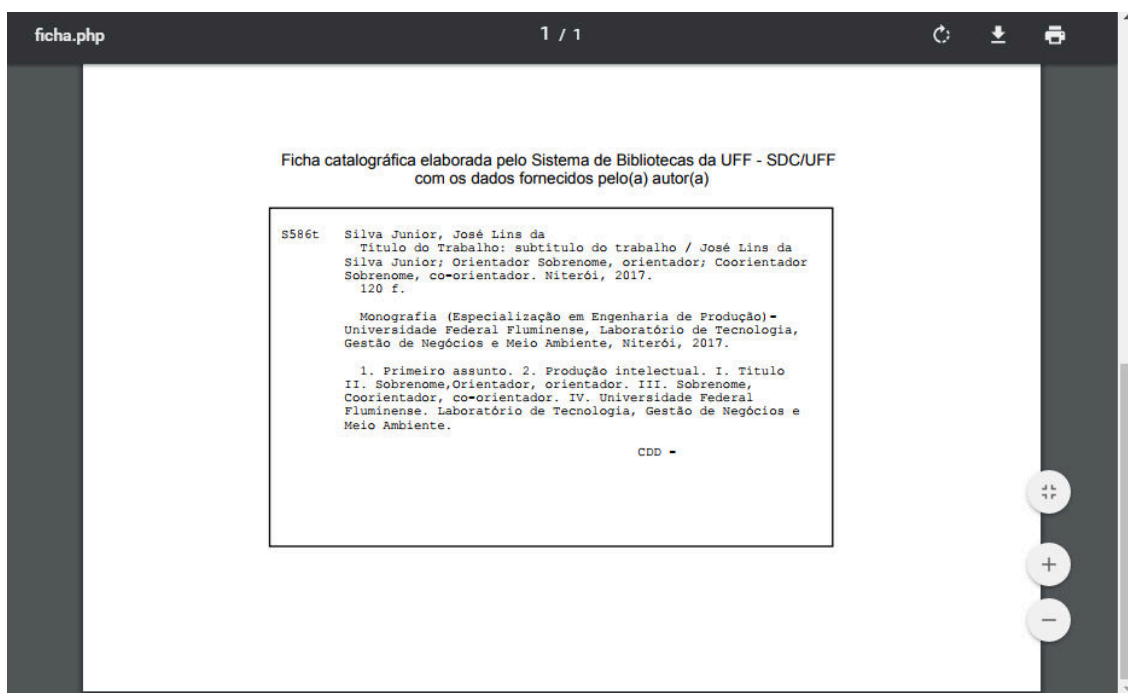 ficha.php
1 / 1
Ficha catalográfica elaborada pelo Sistema de Bibliotecas da UFF - SDC/UFF
com os dados fornecidos pelo(a) autor(a)
S586t Silva Junior, José Lins da
Título do Trabalho: subtítulo do trabalho / José Lins da
Silva Junior; Orientador Sobrenome, orientador; Coorientador
Sobrenome, co-orientador. Niterói, 2017.
120 f.
Monografia (Especialização em Engenharia de Produção)-
Universidade Federal Fluminense, Laboratório de Tecnologia,
Gestão de Negócios e Meio Ambiente, Niterói, 2017.
1. Primeiro assunto. 2. Produção intelectual. I. Título
II. Sobrenome,Orientador, orientador. III. Sobrenome,
Coorientador, co-orientador. IV. Universidade Federal
Fluminense. Laboratório de Tecnologia, Gestão de Negócios e
Meio Ambiente.
CDD -